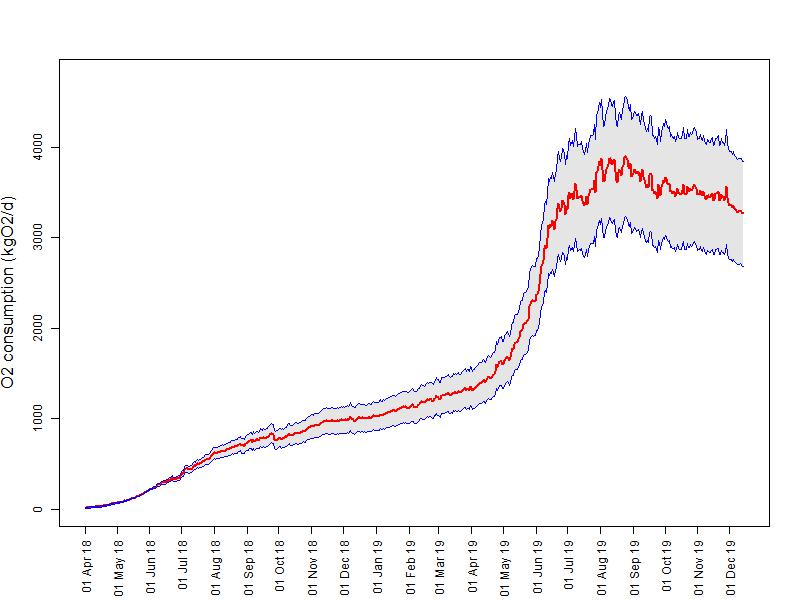 O2 consumption (kgO2/d)
4000
3000
2000
1000
0
01 Apr 18
01 May 18
01 Jun 18
01 Jul 18
01 Aug 18
01 Sep 18
01 Oct 18
01 Nov 18
01 Dec 18
01 Jan 19
01 Feb 19
01 Mar 19
01 Apr 19
01 May 19
01 Jun 19
01 Jul 19
01 Aug 19
01 Sep 19
01 Oct 19
01 Nov 19
01 Dec 19